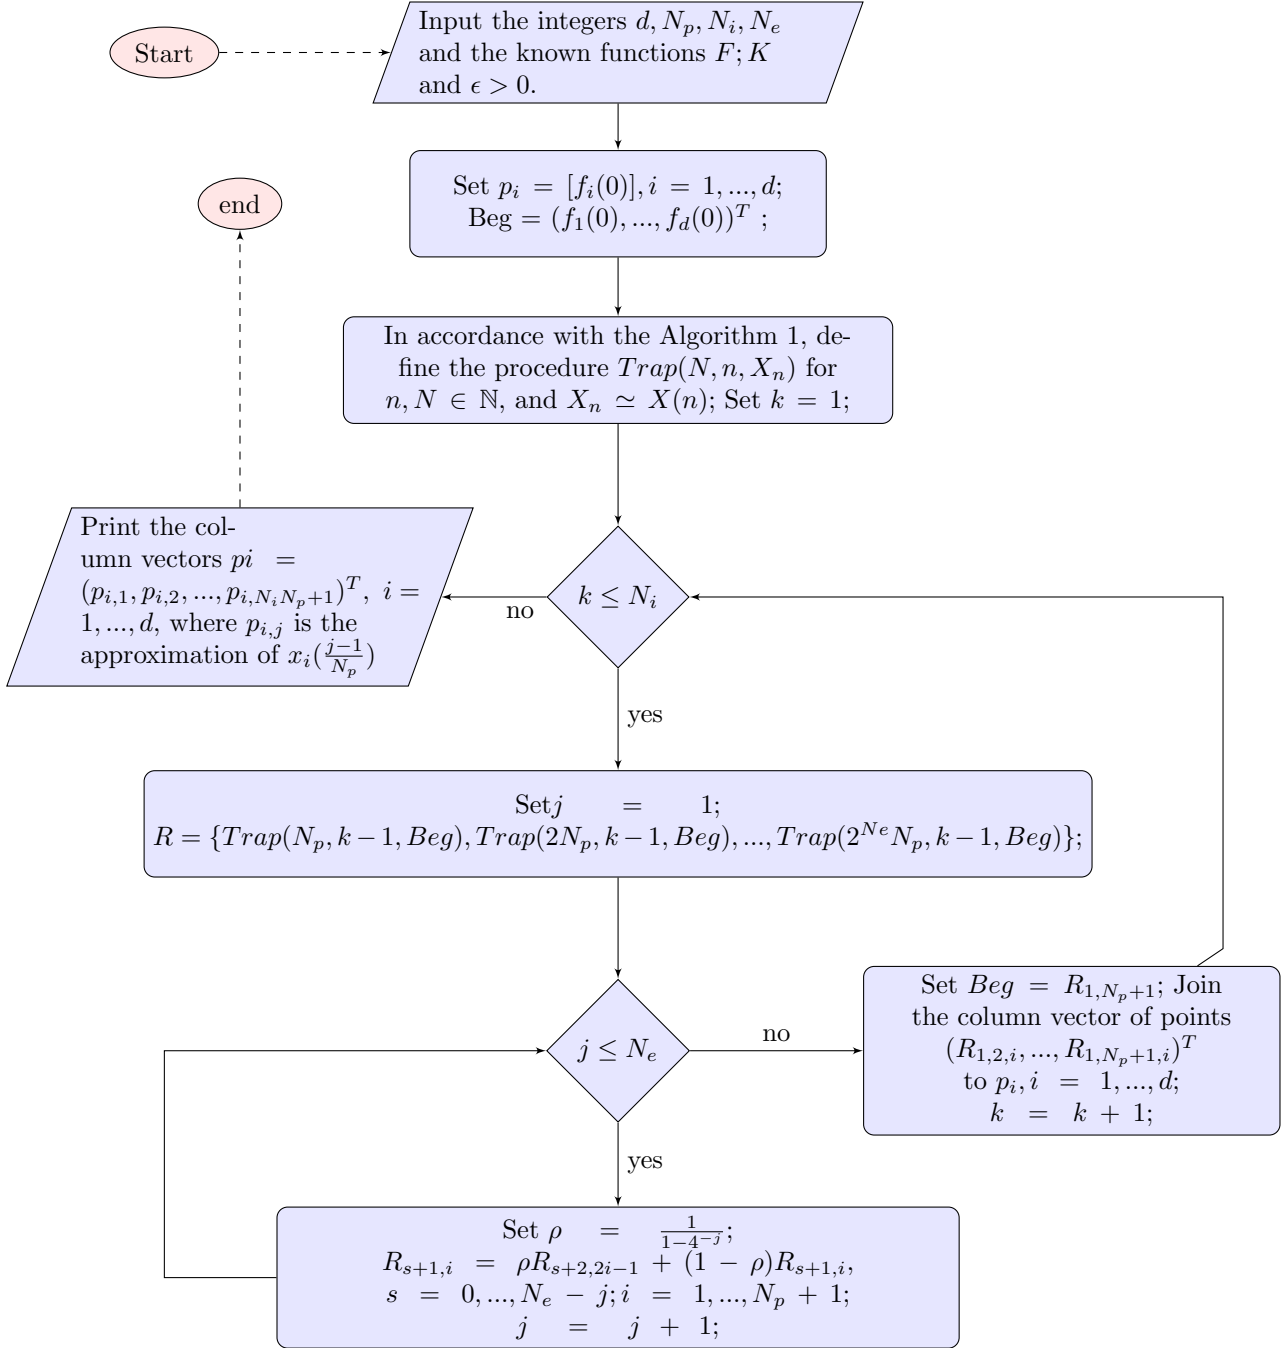 Start
Input the integers d, N_p, N_i, N_e
and the known functions F; K
and ϵ > 0.
Set p_i = [f_i(0)], i = 1, ..., d;
Beg = (f_1(0), ..., f_d(0))^T ;
end
In accordance with the Algorithm 1, de-
fine the procedure Trap(N, n, X_n) for
n, N ∈ ℕ, and X_n ≃ X(n); Set k = 1;
Print the col-
umn vectors pi =
(p_{i,1}, p_{i,2}, ..., p_{i,N_iN_p+1})^T, i =
1, ..., d, where p_{i,j} is the
approximation of x_i(\frac{j-1}{N_p})
k ≤ N_i
no
yes
Setj = 1;
R = {Trap(N_p, k − 1, Beg), Trap(2N_p, k − 1, Beg), ..., Trap(2^{Ne}N_p, k − 1, Beg)};
j ≤ N_e
no
Set Beg = R_{1,N_p+1}; Join
the column vector of points
(R_{1,2,i}, ..., R_{1,N_p+1,i})^T
to p_i, i = 1, ..., d;
k = k + 1;
yes
Set ρ = \frac{1}{1-4^{-j}};
R_{s+1,i} = ρR_{s+2,2i−1} + (1 − ρ)R_{s+1,i},
s = 0, ..., N_e − j; i = 1, ..., N_p + 1;
j = j + 1;